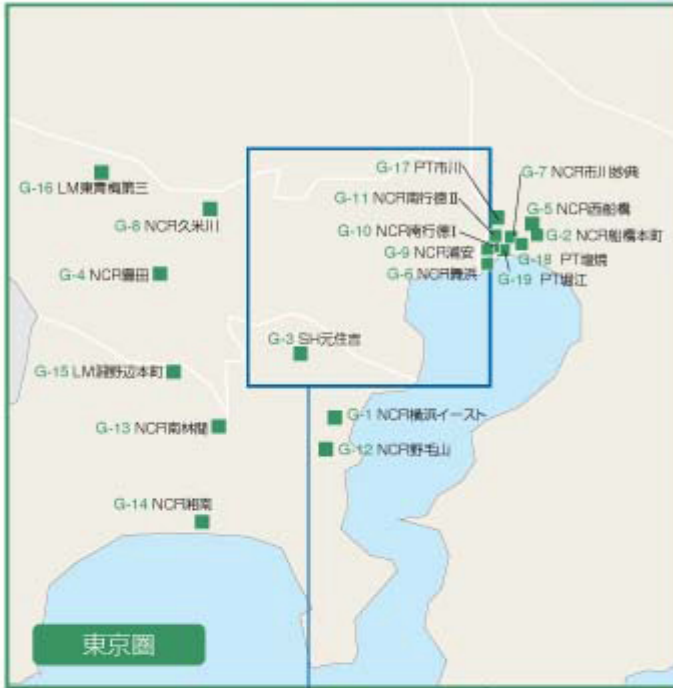 G-17 PT市川
G-7 NCR市川妙典
G-16 LM東青梅第三
G-11 NCR南行徳Ⅱ
G-5 NCR西船橋
G-8 NCR久米川
G-10 NCR南行徳Ⅰ
G-2 NCR船橋本町
G-9 NCR浦安
G-18 PT塩焼
G-4 NCR豊田
G-6 NCR舞浜
G-19 PT堀江
G-3 SH元住吉
G-15 LM淵野辺本町
G-1 NCR横浜イースト
G-13 NCR南林間
G-12 NCR野毛山
G-14 NCR湘南
東京圏